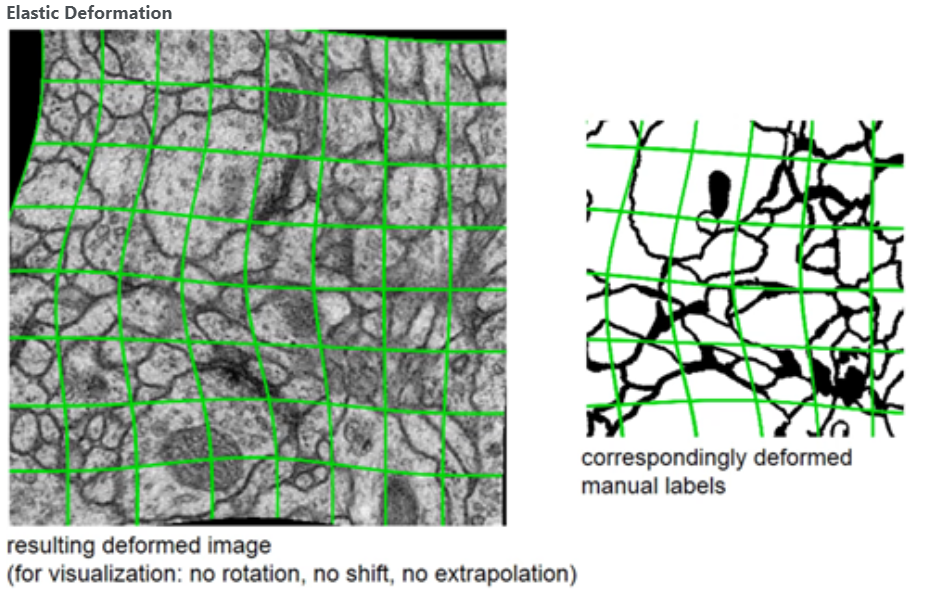 Elastic Deformation
correspondingly deformed
manual labels
resulting deformed image
(for visualization: no rotation, no shift, no extrapolation)